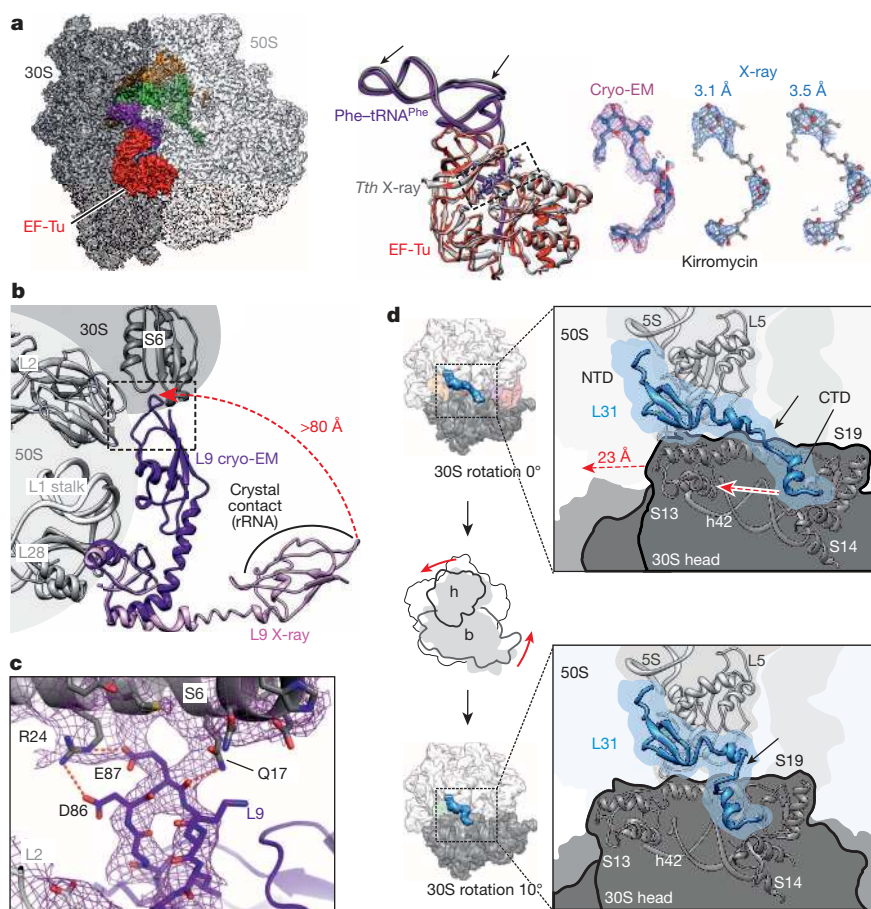 a
30S
50S
EF-Tu
Phe–tRNAPhe
Tth X-ray
EF-Tu
Cryo-EM
X-ray
3.1 Å
3.5 Å
Kirromycin
b
30S
S6
L2
50S
L1 stalk
L28
L9 cryo-EM
>80 Å
Crystal
contact
(rRNA)
L9 X-ray
c
S6
R24
E87
Q17
D86
L9
L2
d
30S rotation 0°
h
b
30S rotation 10°
50S
5S
L5
NTD
L31
CTD
S19
23 Å
S13
h42
S14
30S head
50S
5S
L5
L31
S19
S13
h42
S14
30S head